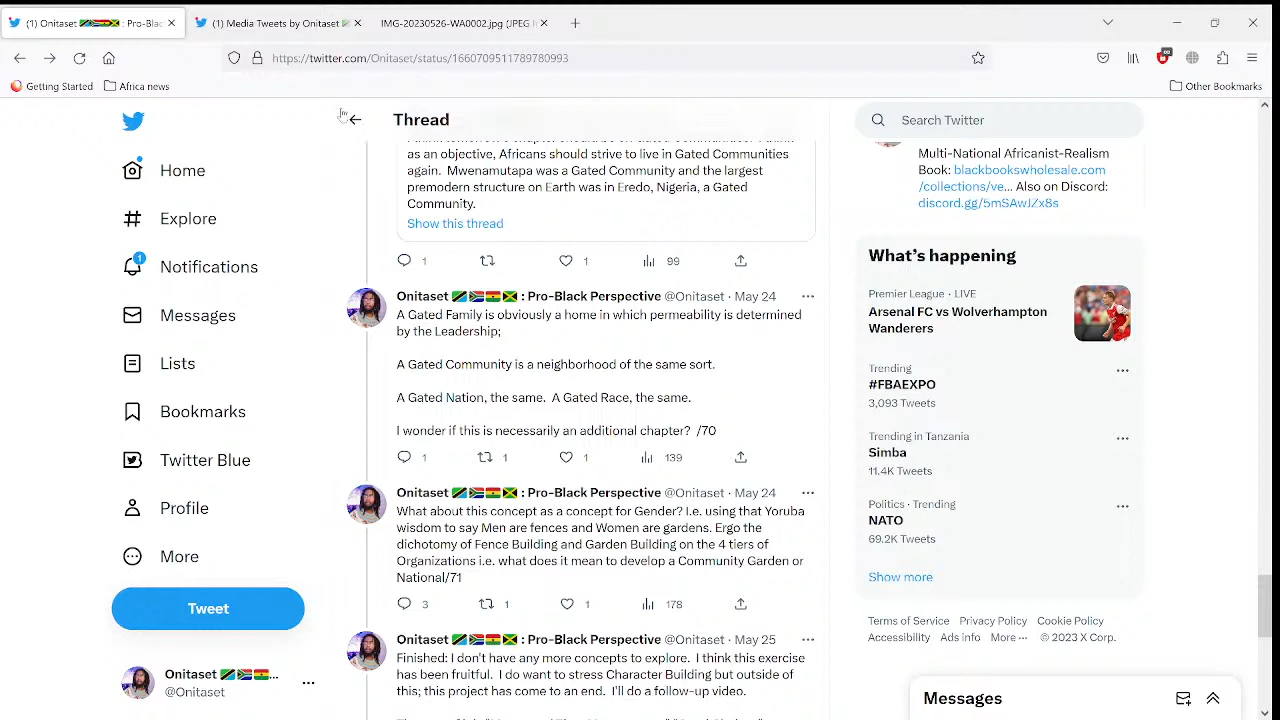 (1) Onitaset : Pro-Blac
(1) Media Tweets by Onitaset
IMG-20230526-WA0002.jpg (JPEG I
https://twitter.com/Onitaset/status/1660709511789780993
Getting Started
Africa news
Other Bookmarks
Home
Explore
1
Notifications
Messages
Lists
Bookmarks
Twitter Blue
Profile
More
Tweet
Onitaset ...
@Onitaset
Thread
as an objective, Africans should strive to live in Gated Communities
again. Mwenamutapa was a Gated Community and the largest
premodern structure on Earth was in Eredo, Nigeria, a Gated
Community.
Show this thread
1 1 99
Onitaset : Pro-Black Perspective @Onitaset · May 24
A Gated Family is obviously a home in which permeability is determined
by the Leadership;
A Gated Community is a neighborhood of the same sort.
A Gated Nation, the same. A Gated Race, the same.
I wonder if this is necessarily an additional chapter? /70
1 1 1 139
Onitaset : Pro-Black Perspective @Onitaset · May 24
What about this concept as a concept for Gender? I.e. using that Yoruba
wisdom to say Men are fences and Women are gardens. Ergo the
dichotomy of Fence Building and Garden Building on the 4 tiers of
Organizations i.e. what does it mean to develop a Community Garden or
National/71
3 1 1 178
Onitaset : Pro-Black Perspective @Onitaset · May 25
Finished: I don't have any more concepts to explore. I think this exercise
has been fruitful. I do want to stress Character Building but outside of
this; this project has come to an end. I'll do a follow-up video.
Search Twitter
Multi-National Africanist-Realism
Book: blackbookswholesale.com
/collections/ve... Also on Discord:
discord.gg/5mSAwJZx8s
What's happening
Premier League · LIVE
Arsenal FC vs Wolverhampton
Wanderers
Trending
#FBAEXPO
3,093 Tweets
Trending in Tanzania
Simba
11.4K Tweets
Politics · Trending
NATO
69.2K Tweets
Show more
Terms of Service Privacy Policy Cookie Policy
Accessibility Ads info More ··· © 2023 X Corp.
Messages